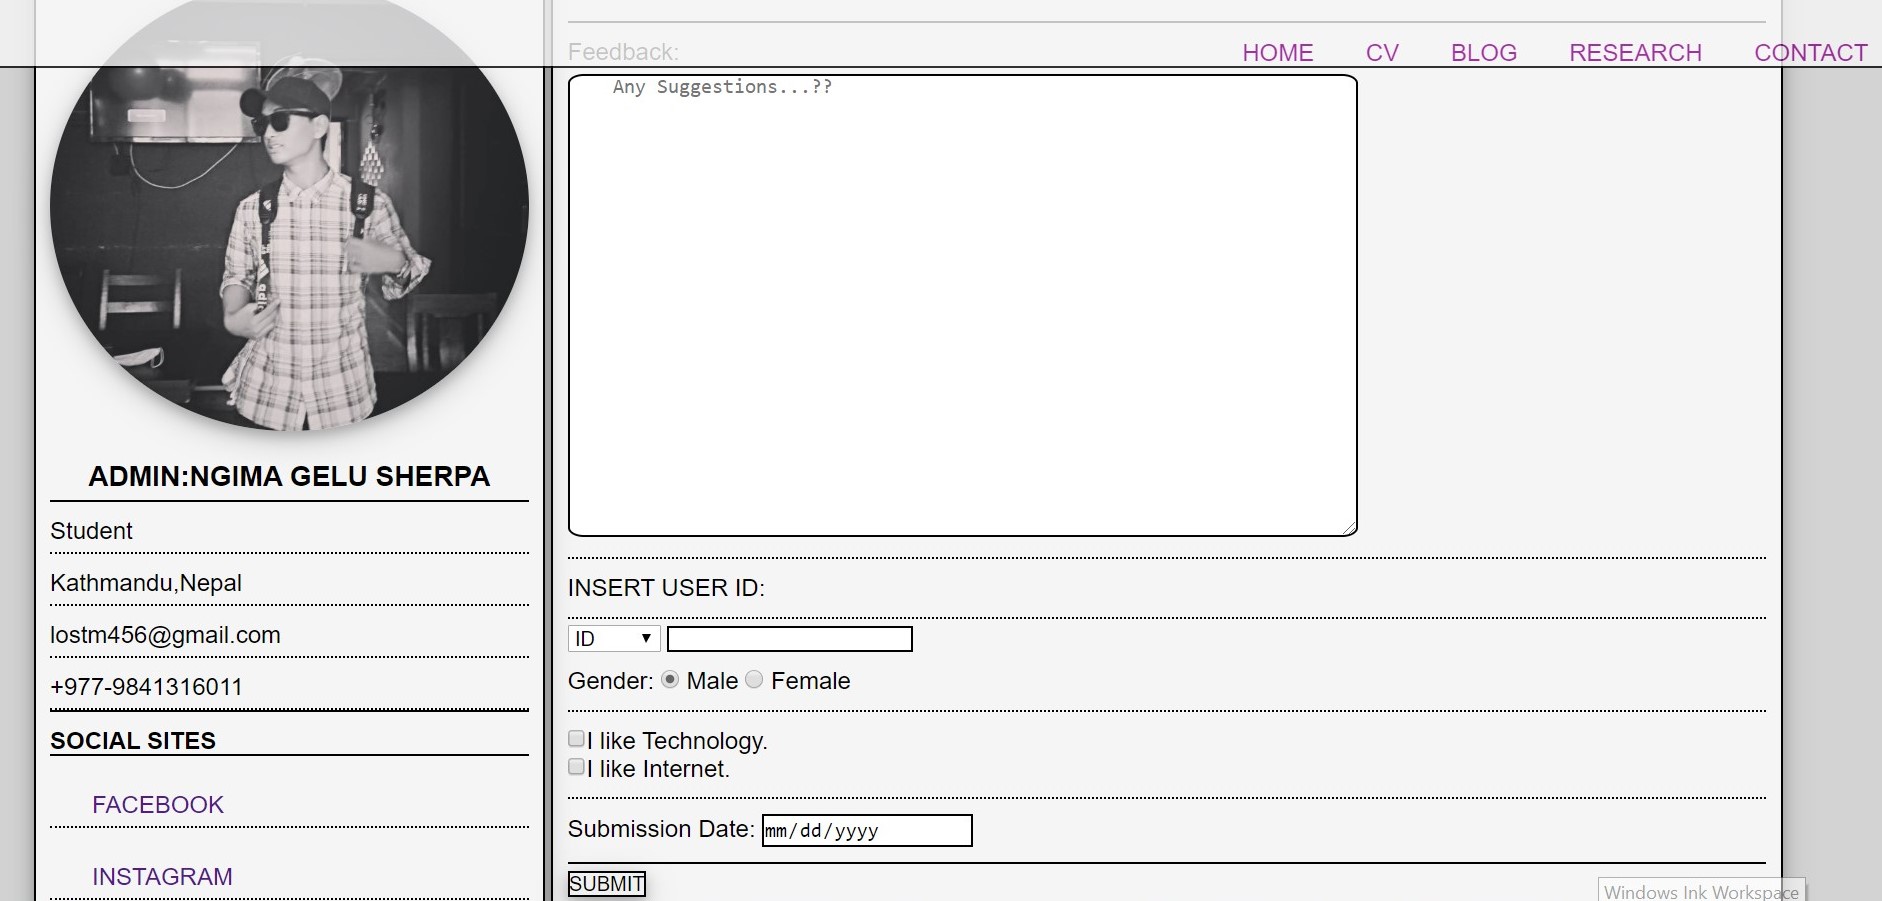 HOME CV BLOG RESEARCH CONTACT
ADMIN:NGIMA GELU SHERPA
Student
Kathmandu,Nepal
lostm456@gmail.com
+977-9841316011
SOCIAL SITES
FACEBOOK
INSTAGRAM
Feedback:
Any Suggestions...??
INSERT USER ID:
ID
Gender: Male Female
I like Technology.
I like Internet.
Submission Date: mm/dd/yyyy
SUBMIT
Windows Ink Workspace